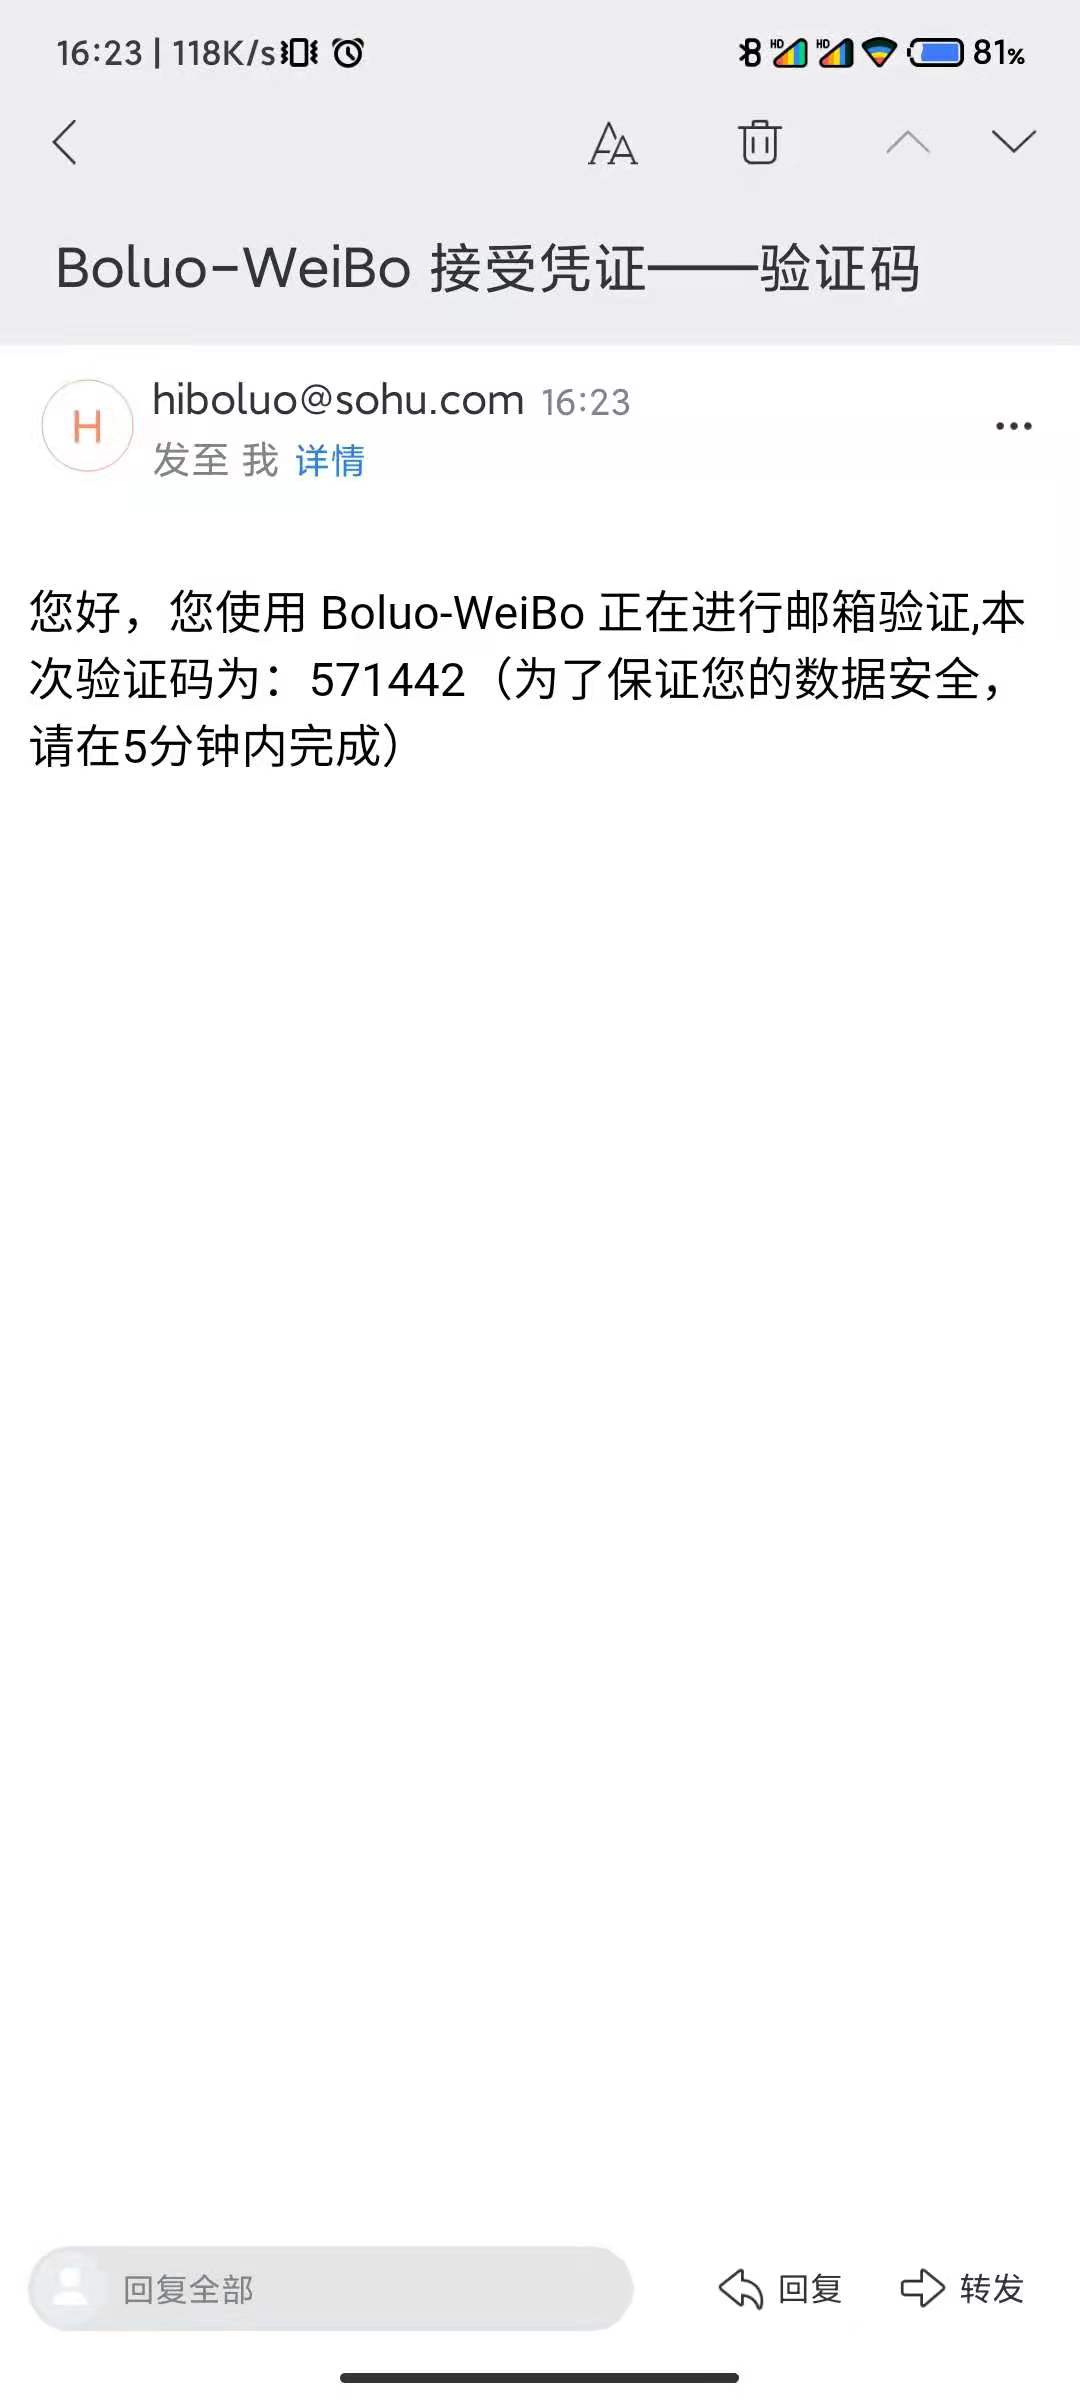 16:23 | 118K/s
HD HD 81%
Boluo-WeiBo 接受凭证——验证码
H
hiboluo@sohu.com 16:23
发至 我 详情
您好，您使用 Boluo-WeiBo 正在进行邮箱验证,本
次验证码为：571442（为了保证您的数据安全，
请在5分钟内完成）
回复全部 回复 转发